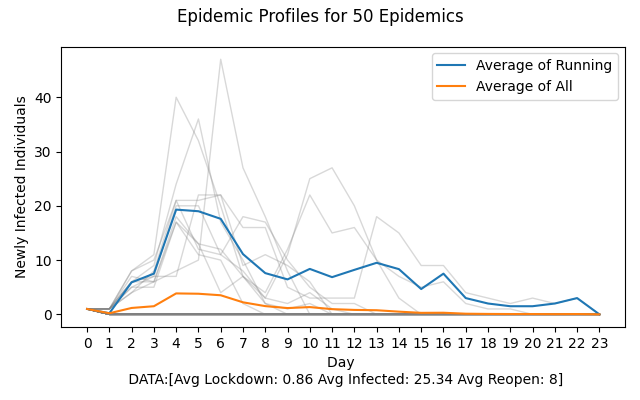 Epidemic Profiles for 50 Epidemics
Average of Running
Average of All
Newly Infected Individuals
40
30
20
10
0
0 1 2 3 4 5 6 7 8 9 10 11 12 13 14 15 16 17 18 19 20 21 22 23
Day
DATA:[Avg Lockdown: 0.86 Avg Infected: 25.34 Avg Reopen: 8]